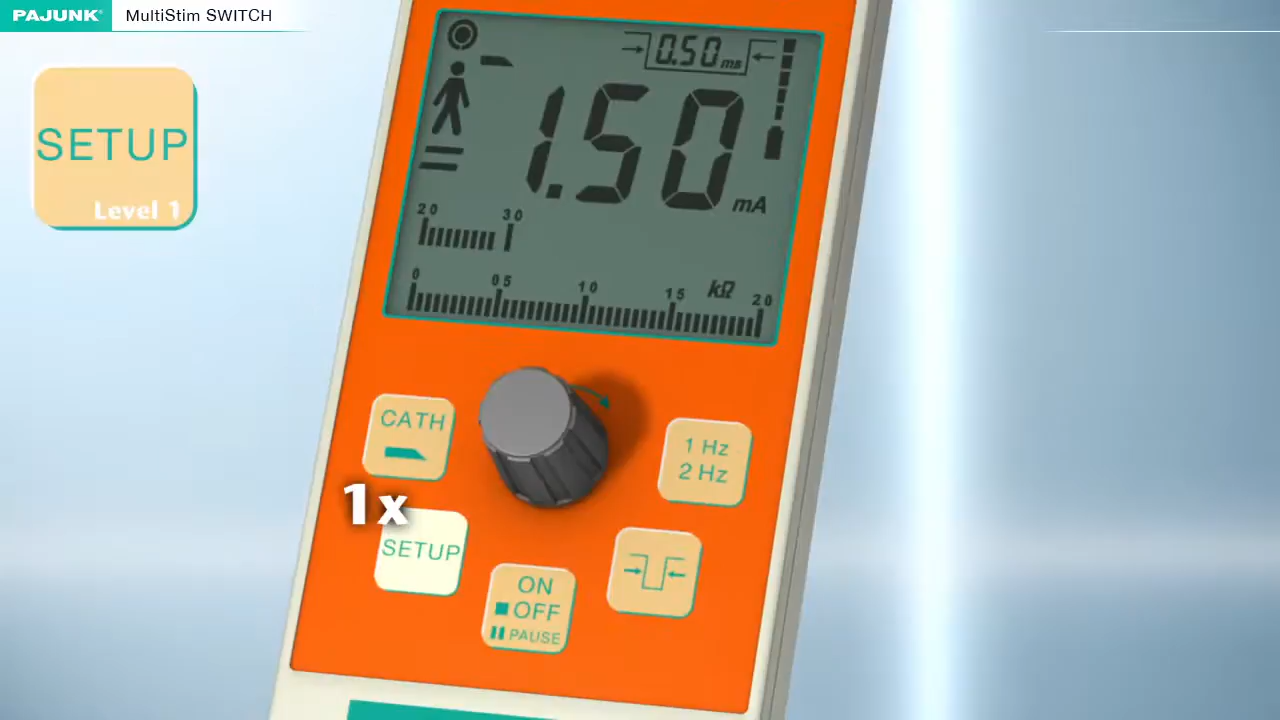 PAJUNK® MultiStim SWITCH
SETUP
Level 1
0.50 ms
1.50 mA
20 30
0 05 10 15 kΩ 20
CATH
1 Hz
2 Hz
1x
SETUP
ON
OFF
PAUSE